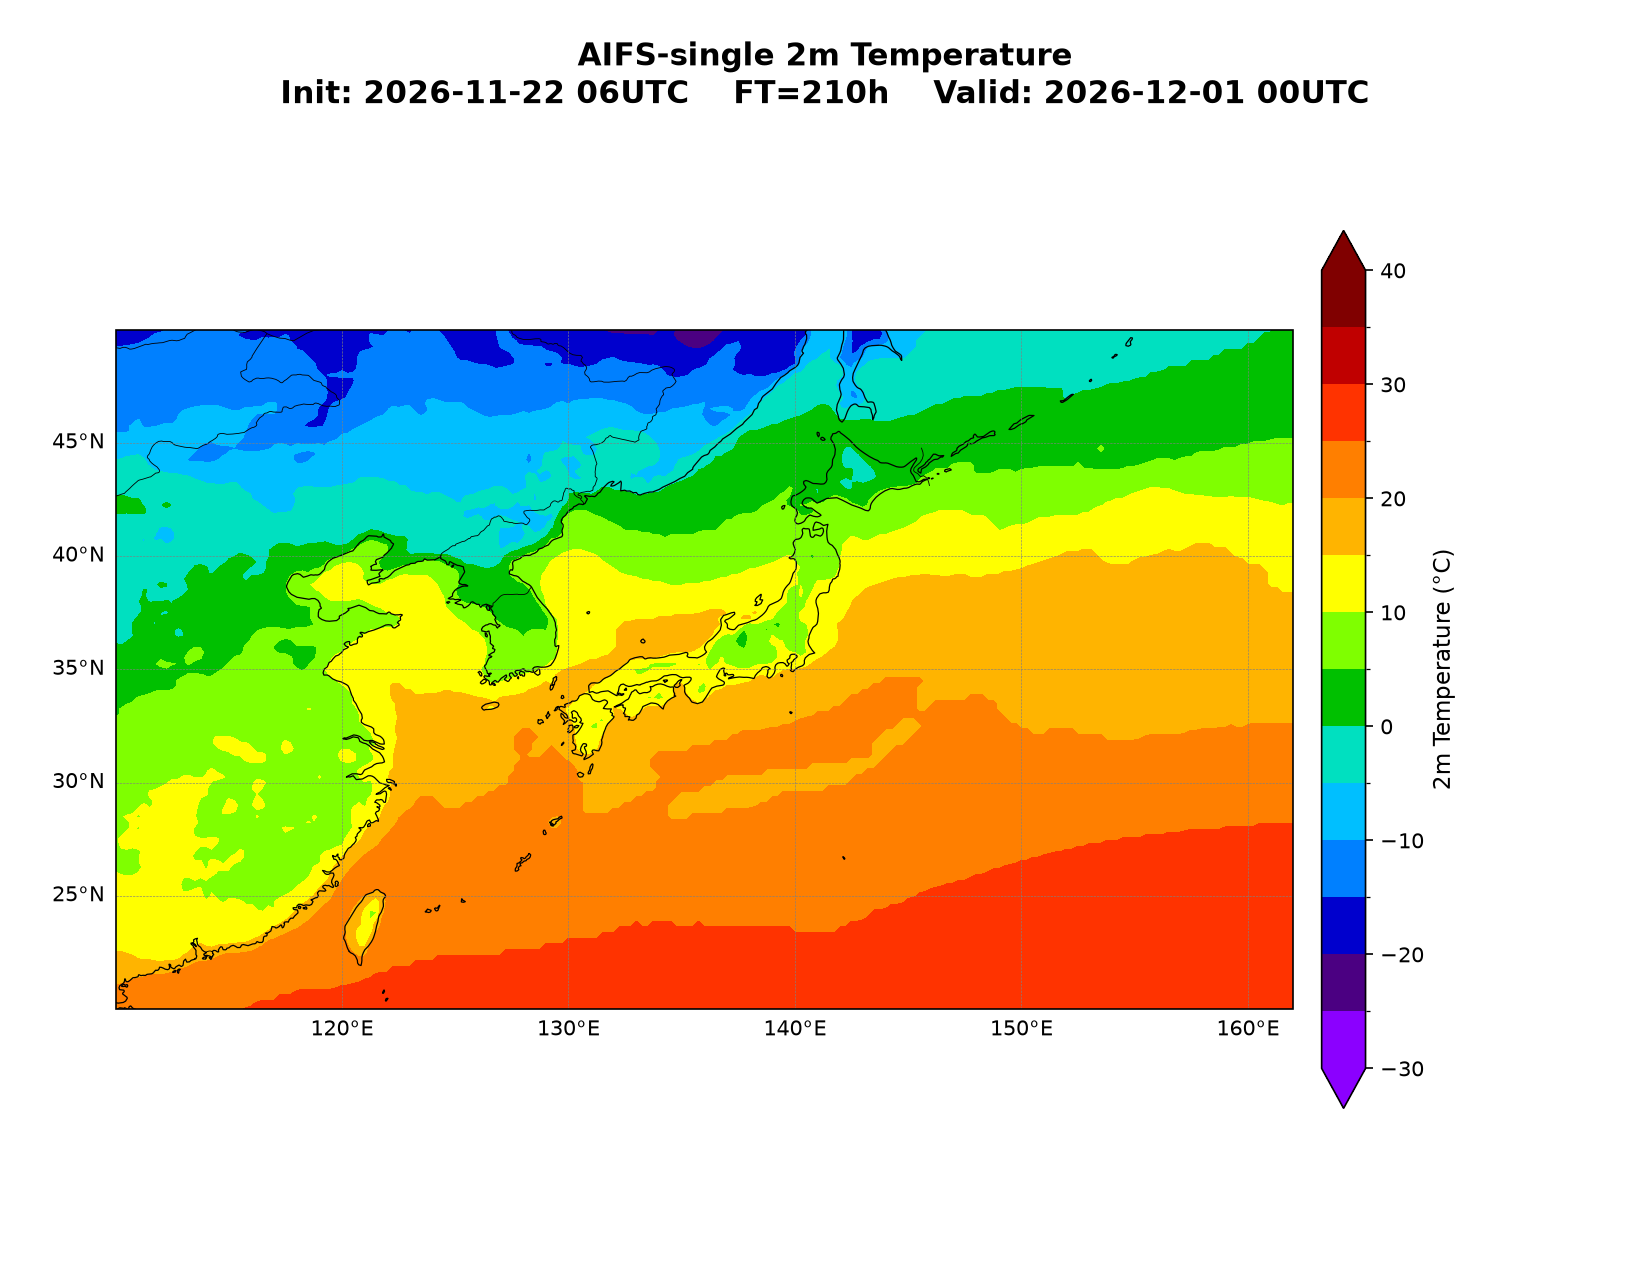 AIFS-single 2m Temperature
Init: 2026-11-22 06UTC    FT=210h    Valid: 2026-12-01 00UTC
45°N
40°N
35°N
30°N
25°N
120°E
130°E
140°E
150°E
160°E
40
30
20
10
0
−10
−20
−30
2m Temperature (°C)